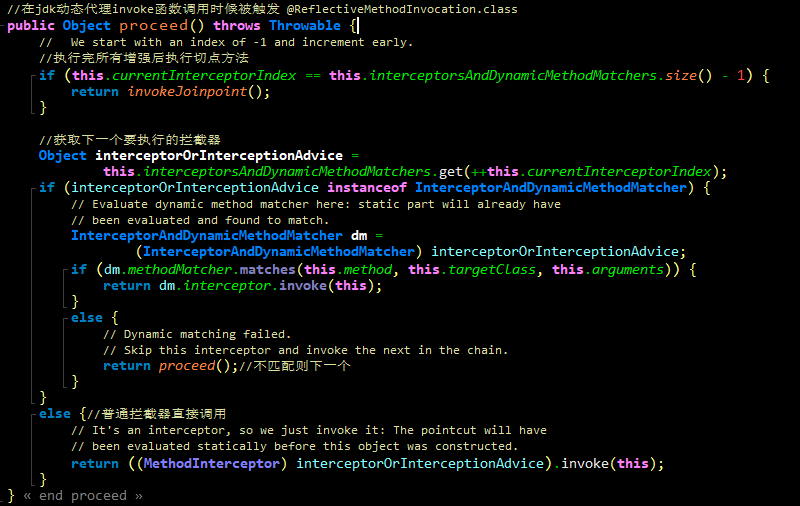 //在jdk动态代理invoke函数调用时候被触发 @ReflectiveMethodInvocation.class
public Object proceed() throws Throwable {
    //  We start with an index of -1 and increment early.
    //执行完所有增强后执行切点方法
    if (this.currentInterceptorIndex == this.interceptorsAndDynamicMethodMatchers.size() - 1) {
        return invokeJoinpoint();
    }
    //获取下一个要执行的拦截器
    Object interceptorOrInterceptionAdvice =
            this.interceptorsAndDynamicMethodMatchers.get(++this.currentInterceptorIndex);
    if (interceptorOrInterceptionAdvice instanceof InterceptorAndDynamicMethodMatcher) {
        // Evaluate dynamic method matcher here: static part will already have
        // been evaluated and found to match.
        InterceptorAndDynamicMethodMatcher dm =
                (InterceptorAndDynamicMethodMatcher) interceptorOrInterceptionAdvice;
        if (dm.methodMatcher.matches(this.method, this.targetClass, this.arguments)) {
            return dm.interceptor.invoke(this);
        }
        else {
            // Dynamic matching failed.
            // Skip this interceptor and invoke the next in the chain.
            return proceed();//不匹配则下一个
        }
    }
    else {//普通拦截器直接调用
        // It's an interceptor, so we just invoke it: The pointcut will have
        // been evaluated statically before this object was constructed.
        return ((MethodInterceptor) interceptorOrInterceptionAdvice).invoke(this);
    }
} « end proceed »